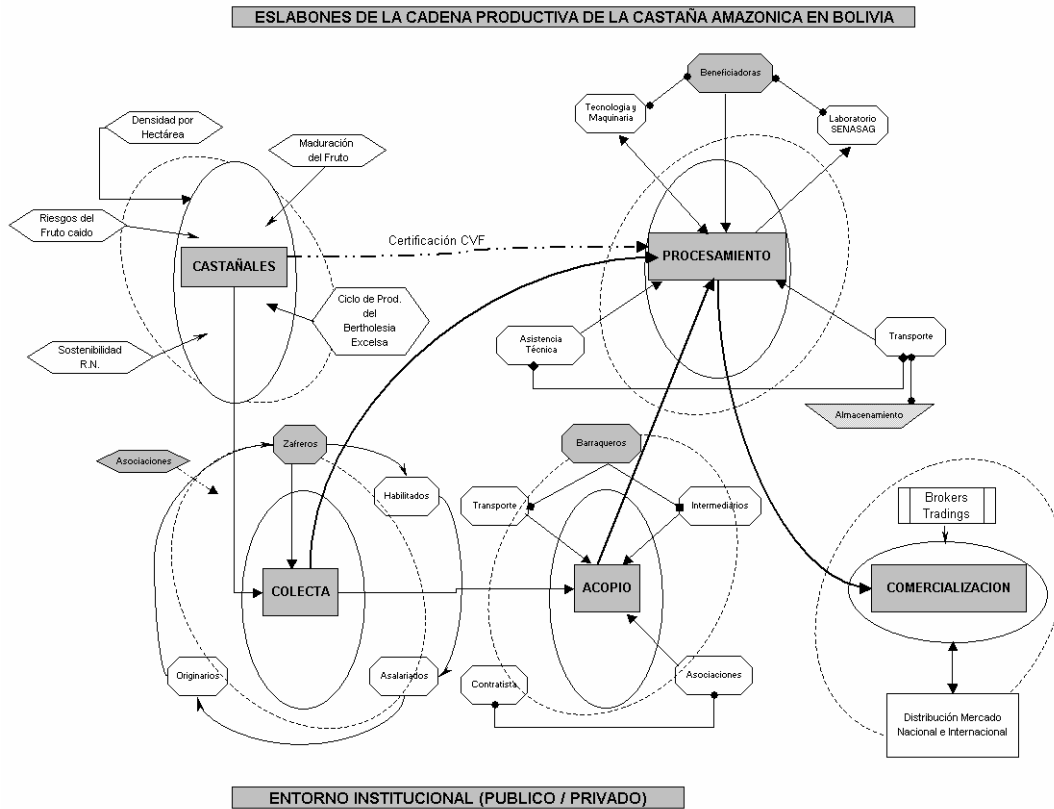 ESLABONES DE LA CADENA PRODUCTIVA DE LA CASTAÑA AMAZONICA EN BOLIVIA
Beneficiadoras
Tecnologia y
Maquinaria
Laboratorio
SENASAG
Densidad por
Hectárea
Maduración
del Fruto
Riesgos del
Fruto caido
Certificación CVF
CASTAÑALES
PROCESAMIENTO
Ciclo de Prod.
del
Bertholesia
Excelsa
Sostenibilidad
R.N.
Asistencia
Técnica
Transporte
Almacenamiento
Asociaciones
Zafreros
Habilitados
Barraqueros
Transporte
Intermediários
Brokers
Tradings
COLECTA
ACOPIO
COMERCIALIZACION
Originarios
Asalariados
Contratista
Asociaciones
Distribución Mercado
Nacional e Internacional
ENTORNO INSTITUCIONAL (PUBLICO / PRIVADO)